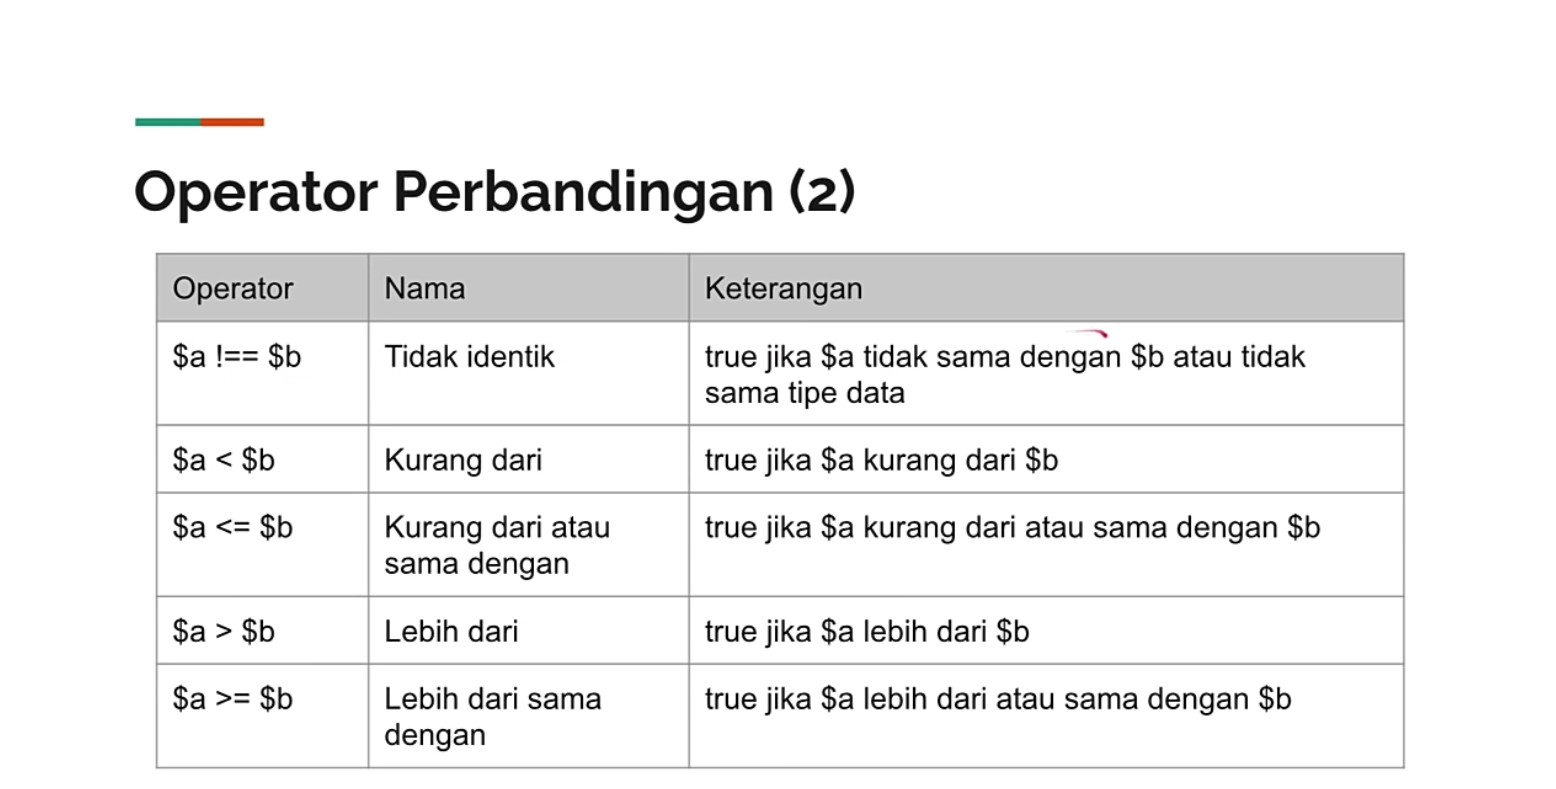 Operator Perbandingan (2)
Operator Nama Keterangan
$a !== $b Tidak identik true jika $a tidak sama dengan $b atau tidak
sama tipe data
$a < $b Kurang dari true jika $a kurang dari $b
$a <= $b Kurang dari atau true jika $a kurang dari atau sama dengan $b
sama dengan
$a > $b Lebih dari true jika $a lebih dari $b
$a >= $b Lebih dari sama true jika $a lebih dari atau sama dengan $b
dengan